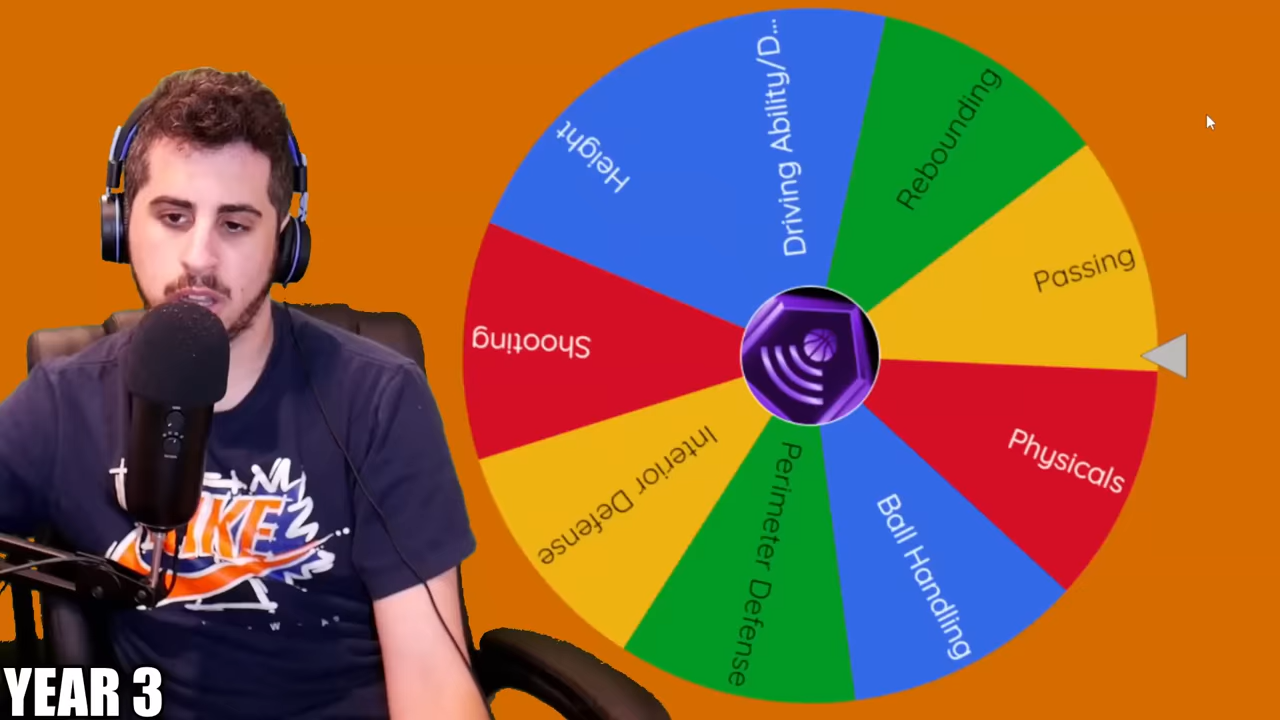 Driving Ability/D...
Rebounding
Height
Passing
Shooting
Physicals
Interior Defense
Perimeter Defense
Ball Handling
YEAR 3